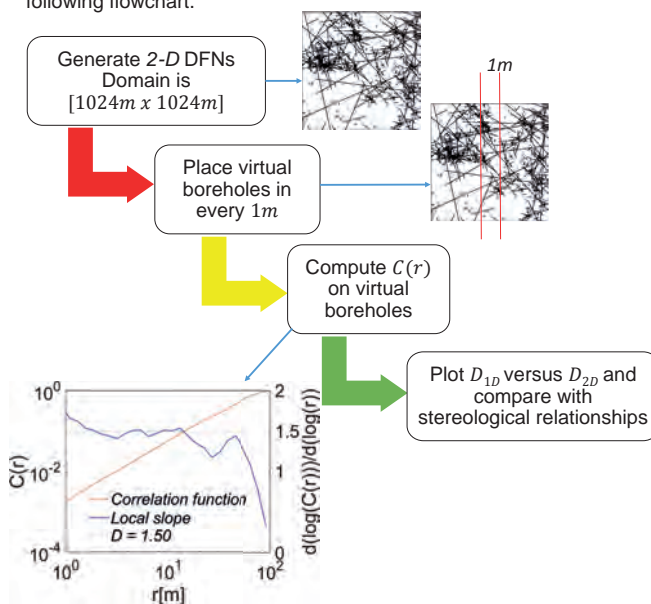 following flowchart.
Generate 2-D DFNs
Domain is
[1024m x 1024m]
1m
Place virtual
boreholes in
every 1m
Compute C(r)
on virtual
boreholes
Plot D1D versus D2D and
compare with
stereological relationships
10^0
10^-2
10^-4
C(r)
2
1.5
1
0.5
0
d(log(C(r)))/d(log(r))
Correlation function
Local slope
D = 1.50
10^0
10^1
10^2
r[m]